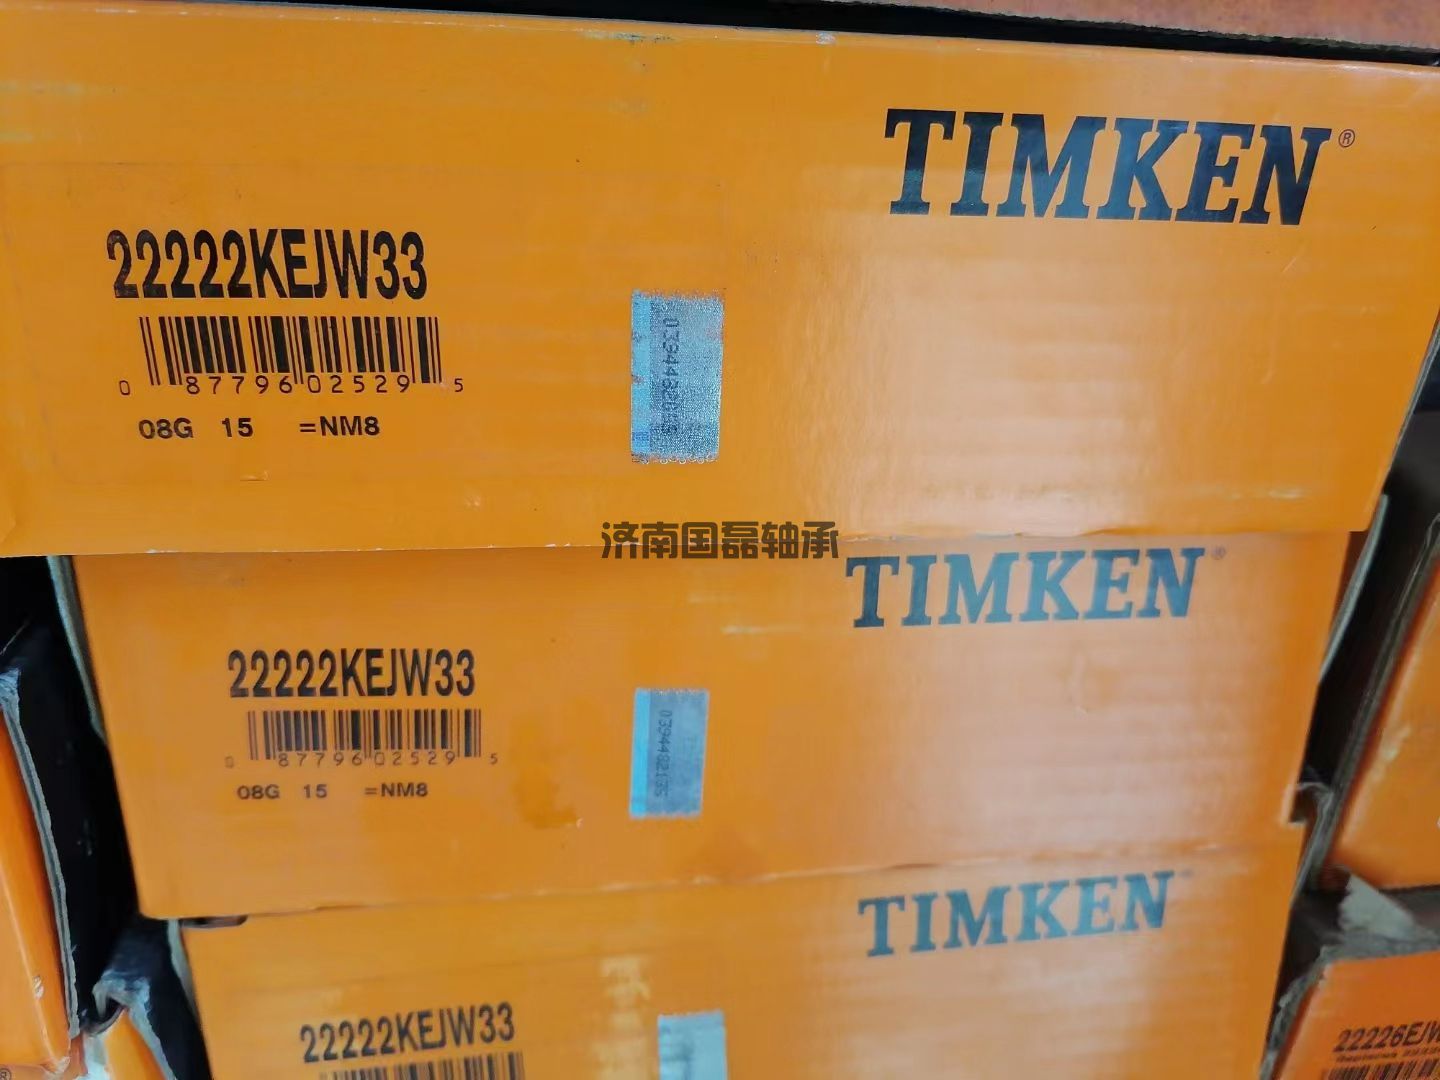 TIMKEN®
22222KEJW33
0 87796 02529 5
08G 15 =NM8
济南国磊轴承
TIMKEN®
22222KEJW33
0 87796 02529 5
08G 15 =NM8
TIMKEN
22222KEJW33